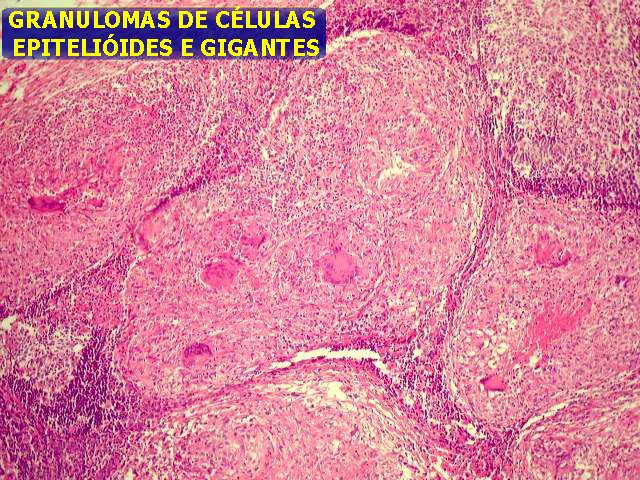 GRANULOMAS DE CÉLULAS
EPITELIÓIDES E GIGANTES